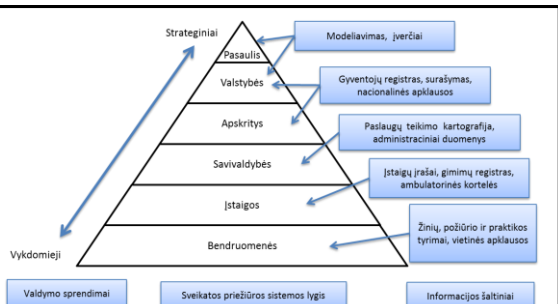 Strateginiai
Modeliavimas, įverčiai
Pasaulis
Valstybės
Gyventojų registras, surašymas,
nacionalinės apklausos
Apskritys
Paslaugų teikimo kartografija,
administraciniai duomenys
Savivaldybės
Įstaigų įrašai, gimimų registras,
ambulatorinės kortelės
Įstaigos
Žinių, požiūrio ir praktikos
tyrimai, vietinės apklausos
Bendruomenės
Vykdomieji
Valdymo sprendimai
Sveikatos priežiūros sistemos lygis
Informacijos šaltiniai